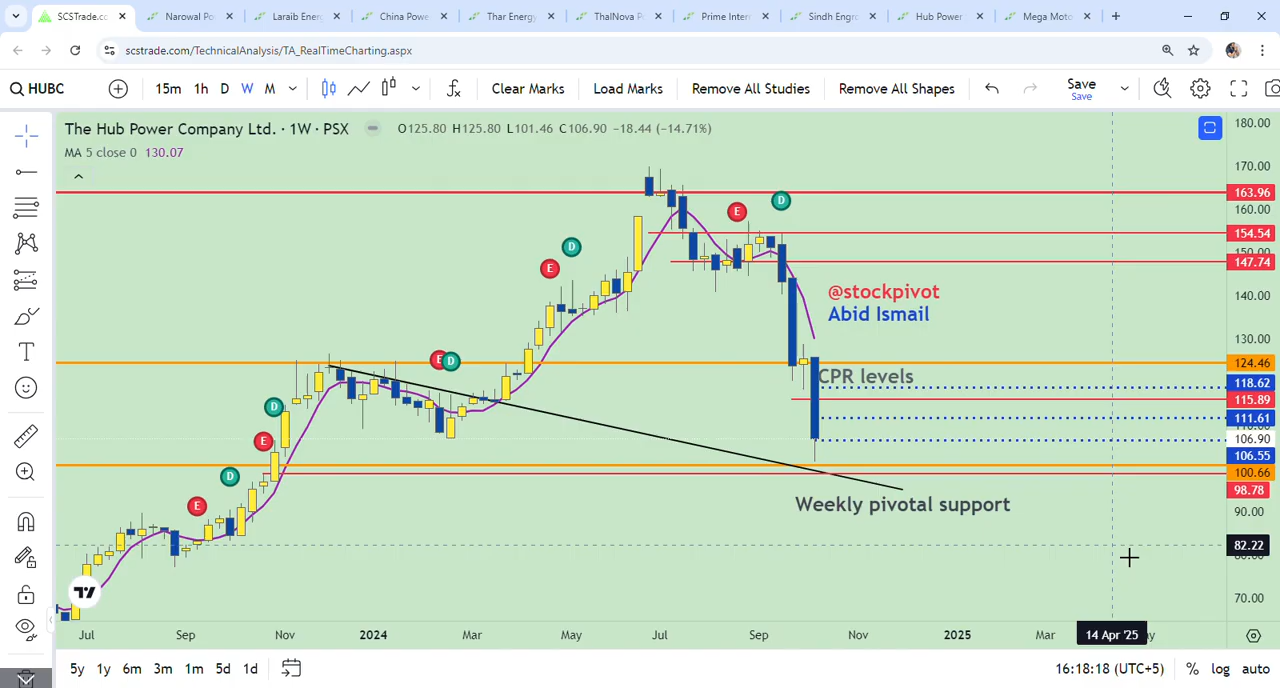 SCSTrade.co
Narowal Po
Laraib Ener
China Powe
Thar Energy
ThalNova P
Prime Inter
Sindh Engro
Hub Power
Mega Moto
scstrade.com/TechnicalAnalysis/TA_RealTimeCharting.aspx
HUBC 15m 1h D W M Clear Marks Load Marks Remove All Studies Remove All Shapes Save
Save
The Hub Power Company Ltd. · 1W · PSX O125.80 H125.80 L101.46 C106.90 −18.44 (−14.71%)
MA 5 close 0 130.07
180.00
170.00
163.96
160.00
154.54
150.00
147.74
140.00
130.00
124.46
118.62
115.89
111.61
110.00
106.90
106.55
100.66
98.78
90.00
82.22
80.00
70.00
E
D
@stockpivot
Abid Ismail
D
E
E D
CPR levels
D
E
D
E
Weekly pivotal support
Jul Sep Nov 2024 Mar May Jul Sep Nov 2025 Mar 14 Apr '25 ay
5y 1y 6m 3m 1m 5d 1d 16:18:18 (UTC+5) % log auto